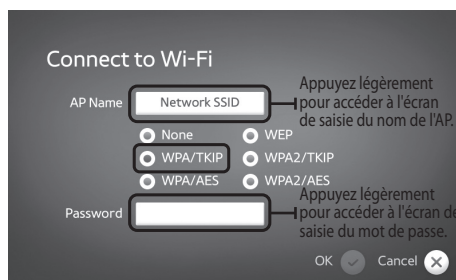 Connect to Wi-Fi
AP Name
Network SSID
Appuyez légèrement
pour accéder à l'écran
de saisie du nom de l'AP.
None
WEP
WPA/TKIP
WPA2/TKIP
WPA/AES
WPA2/AES
Password
Appuyez légèrement
pour accéder à l'écran de
saisie du mot de passe.
OK
Cancel